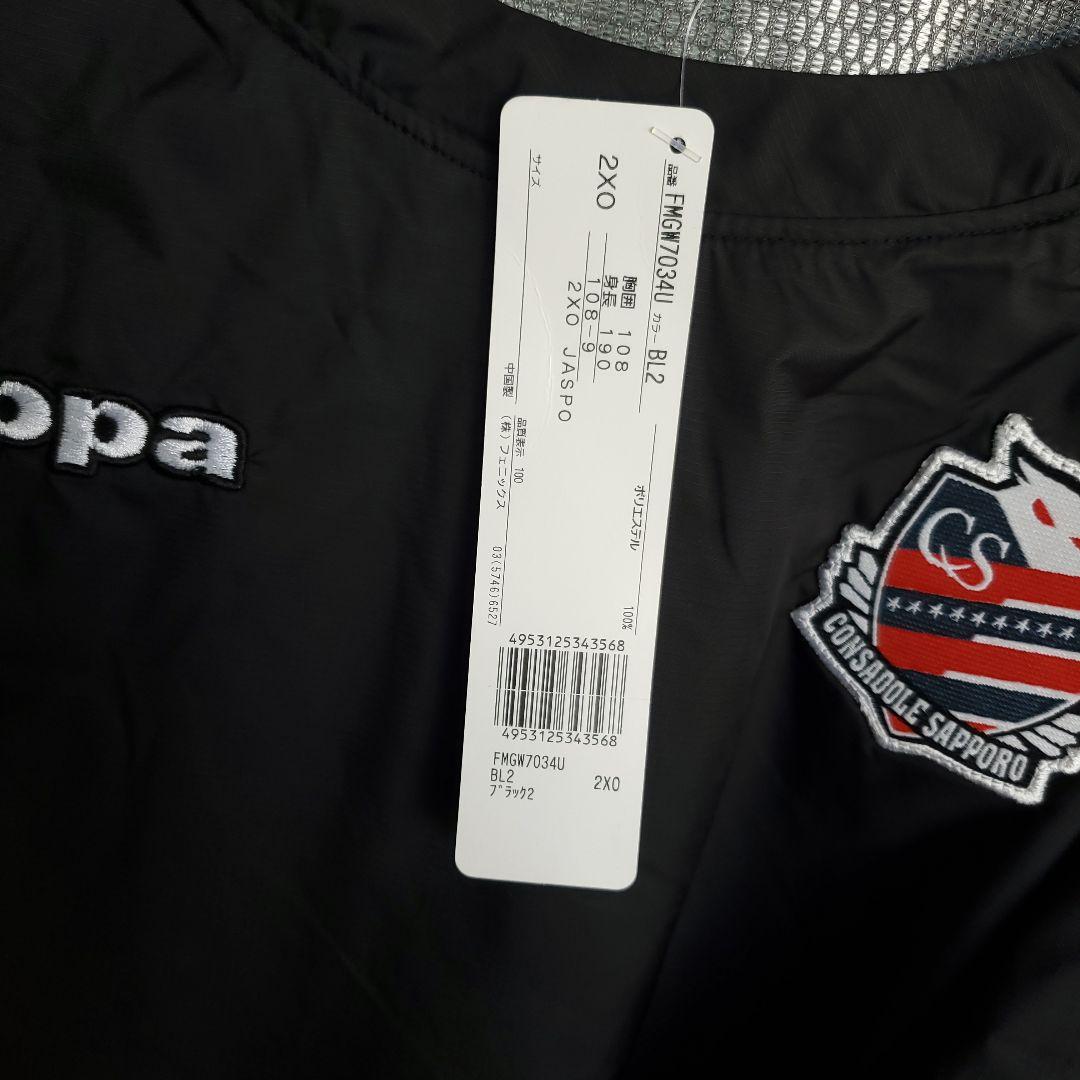 品番 FMGW7034U カラー BL2
サイズ
2XO
胸囲 108
身長 190
108-9
2XO JASPO
ポリエステル 100%
品質表示 100
中国製 (株)フェニックス 03(5746)6527
4953125343568
4953125343568
FMGW7034U
BL2 2XO
ﾌﾞﾗｯｸ2
opa
CS
CONSADOLE SAPPORO